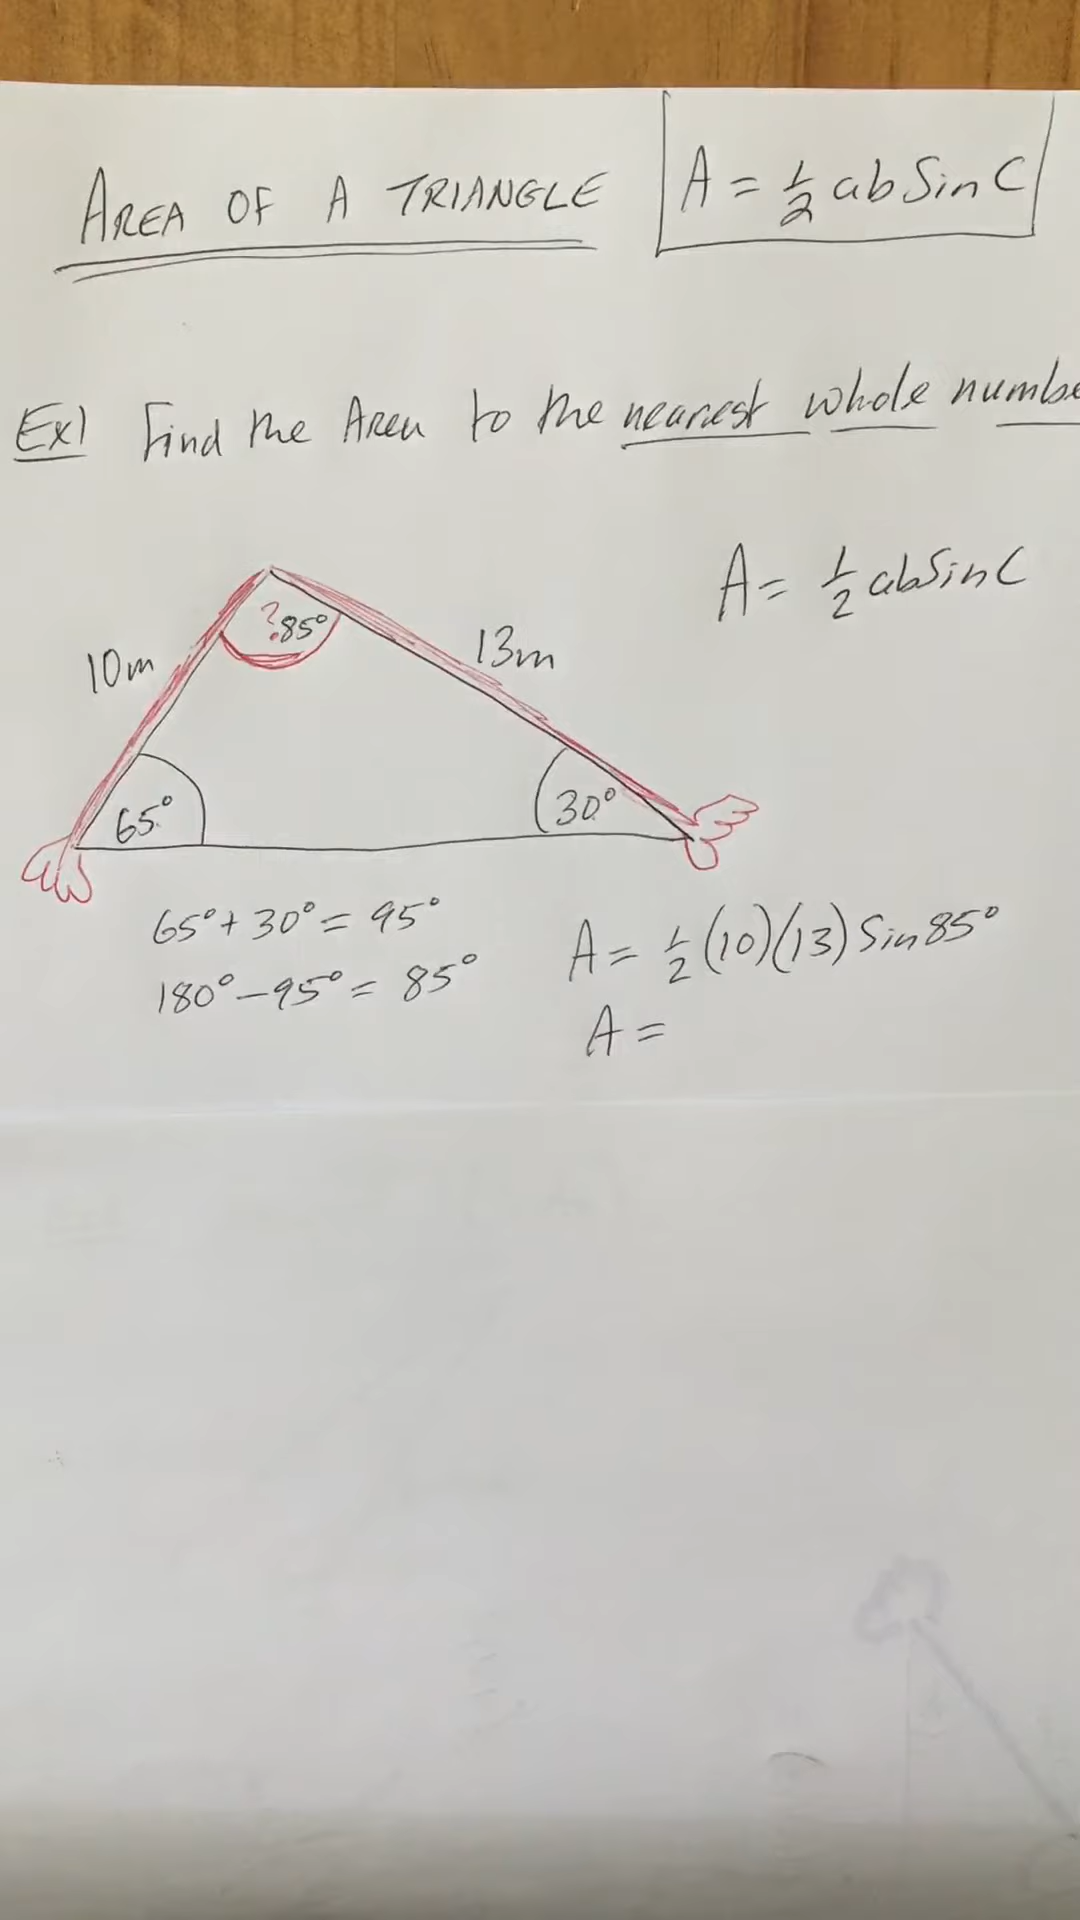 AREA OF A TRIANGLE
A = 1/2 ab Sin C
Ex1 Find the Area to the nearest whole numbe
A = 1/2 abSin C
?85°
10m
13m
65°
30°
65° + 30° = 95°
180° - 95° = 85°
A = 1/2 (10)(13) Sin 85°
A =